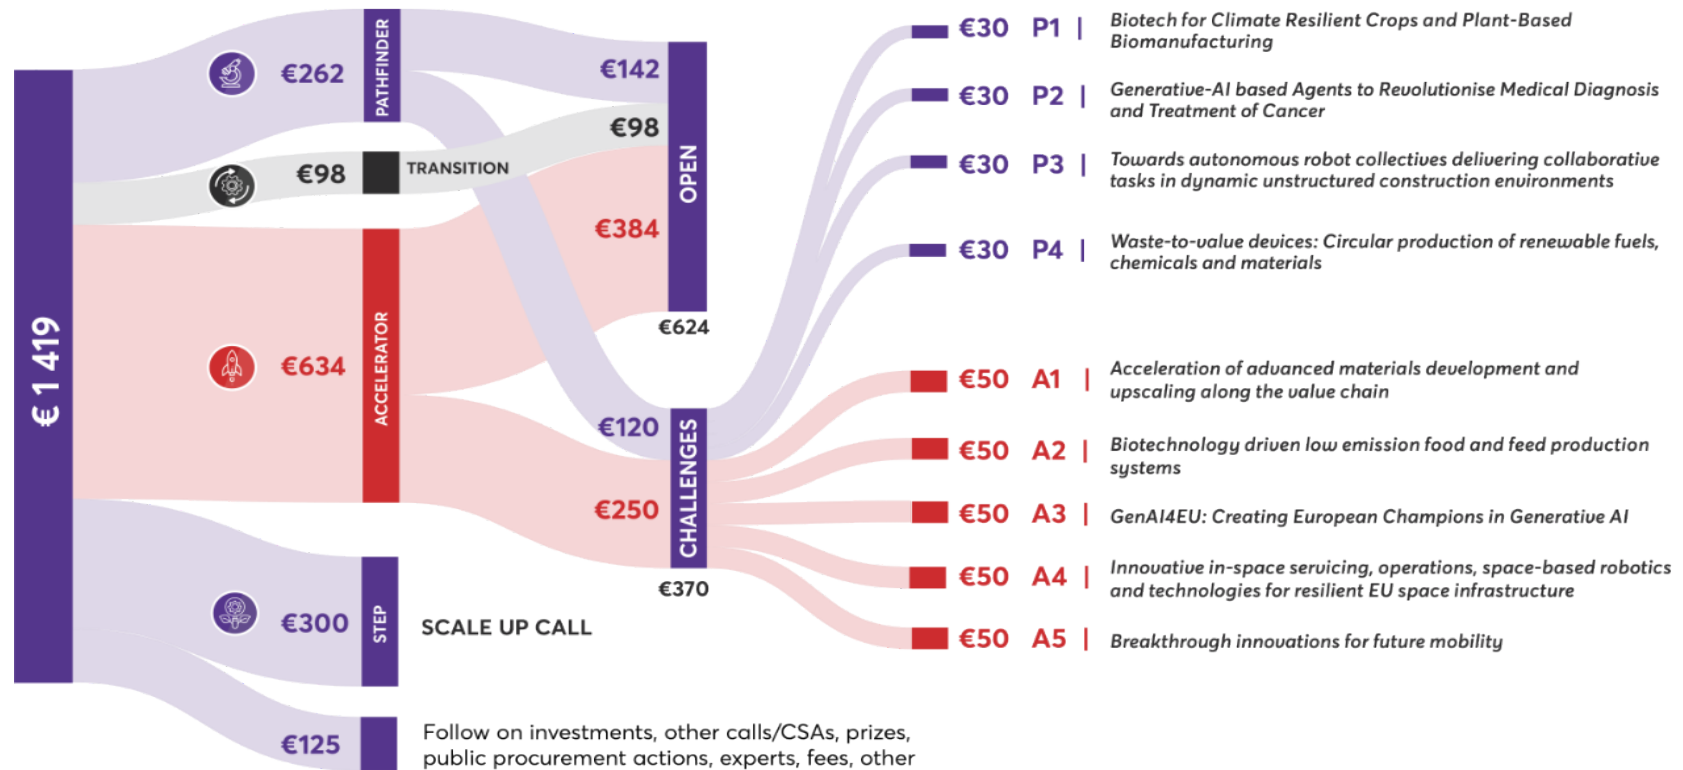 €1 419
€262
PATHFINDER
€98
TRANSITION
€634
ACCELERATOR
€300
STEP
SCALE UP CALL
€125
Follow on investments, other calls/CSAs, prizes,
public procurement actions, experts, fees, other
€142
€98
€384
OPEN
€624
€120
€250
CHALLENGES
€370
€30 P1 |
Biotech for Climate Resilient Crops and Plant-Based
Biomanufacturing
€30 P2 |
Generative-AI based Agents to Revolutionise Medical Diagnosis
and Treatment of Cancer
€30 P3 |
Towards autonomous robot collectives delivering collaborative
tasks in dynamic unstructured construction environments
€30 P4 |
Waste-to-value devices: Circular production of renewable fuels,
chemicals and materials
€50 A1 |
Acceleration of advanced materials development and
upscaling along the value chain
€50 A2 |
Biotechnology driven low emission food and feed production
systems
€50 A3 |
GenAI4EU: Creating European Champions in Generative AI
€50 A4 |
Innovative in-space servicing, operations, space-based robotics
and technologies for resilient EU space infrastructure
€50 A5 |
Breakthrough innovations for future mobility